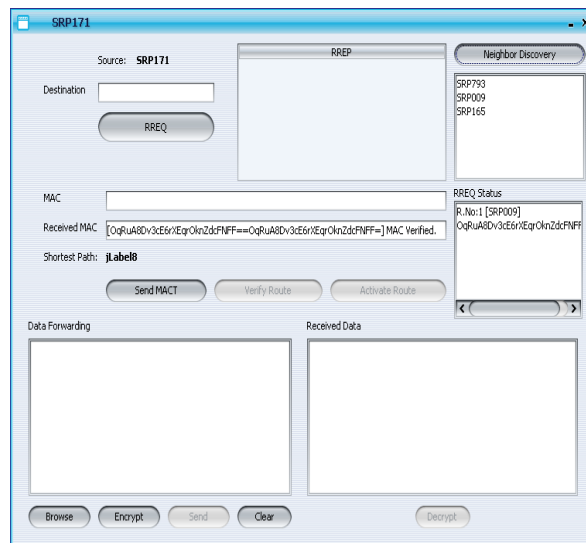 SRP171
Source: SRP171
RREP
Neighbor Discovery
Destination
RREQ
SRP793
SRP009
SRP165
MAC
RREQ Status
Received MAC [OqRuA8Dv3cE6rXEqrOknZdcFNFF==OqRuA8Dv3cE6rXEqrOknZdcFNFF=] MAC Verified.
R.No:1 [SRP009]
OqRuA8Dv3cE6rXEqrOknZdcFNFF
Shortest Path: jLabel8
Send MACT
Verify Route
Activate Route
Data Forwarding
Received Data
Browse
Encrypt
Send
Clear
Decrypt